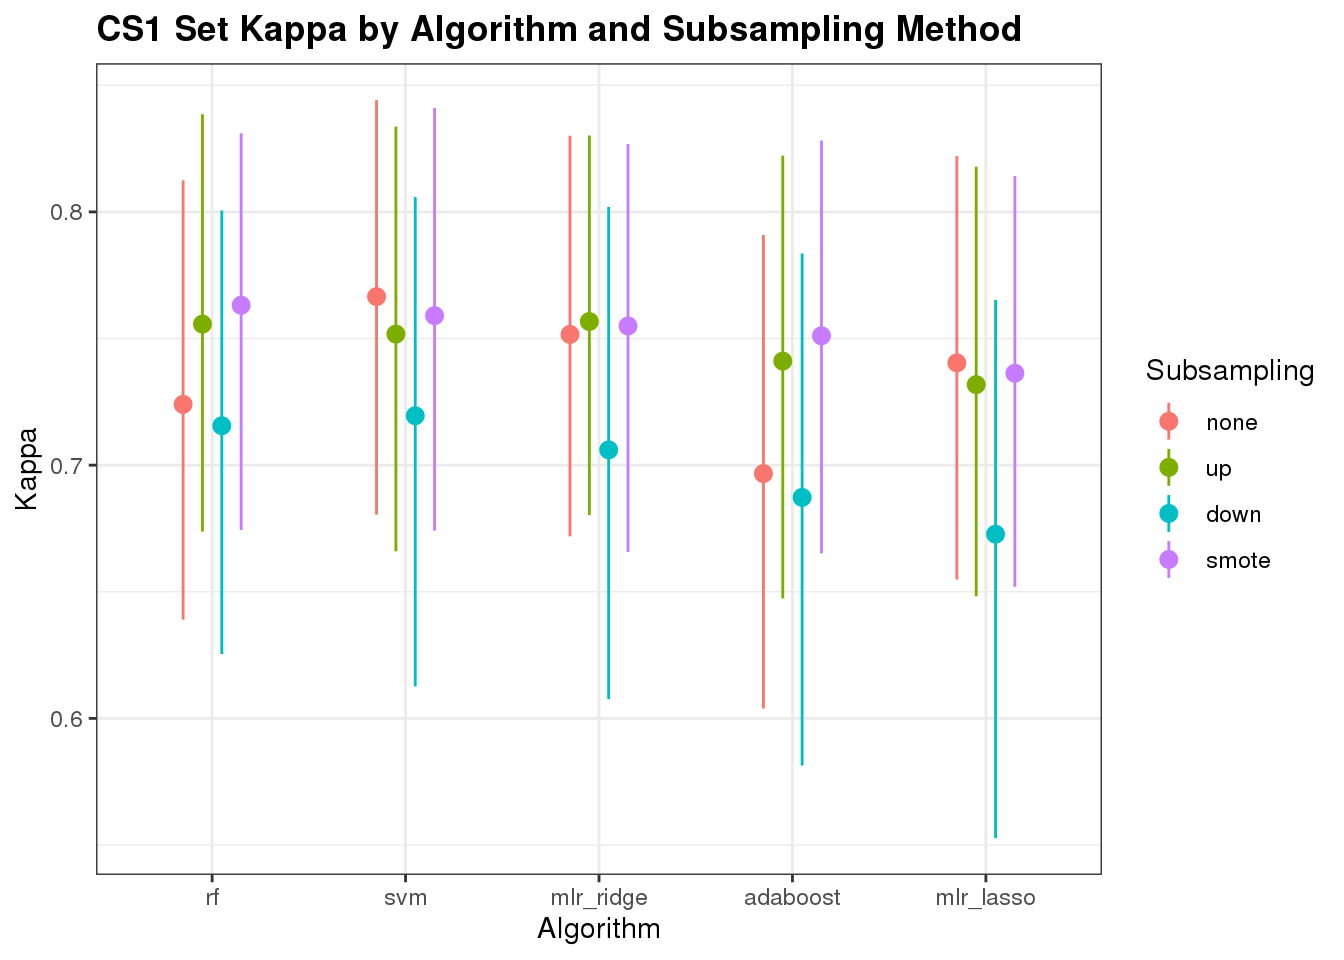 CS1 Set Kappa by Algorithm and Subsampling Method
Kappa
0.8
0.7
0.6
rf
svm
mlr_ridge
adaboost
mlr_lasso
Algorithm
Subsampling
none
up
down
smote